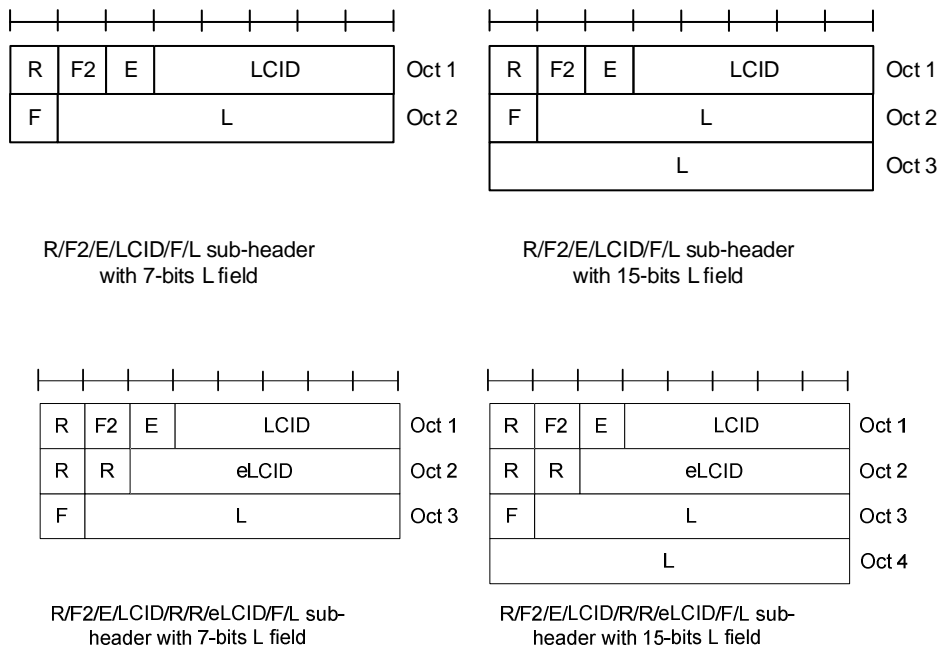 R F2 E LCID Oct 1
F L Oct 2
R/F2/E/LCID/F/L sub-header
with 7-bits L field
R F2 E LCID Oct 1
F L Oct 2
L Oct 3
R/F2/E/LCID/F/L sub-header
with 15-bits L field
R F2 E LCID Oct 1
R R eLCID Oct 2
F L Oct 3
R/F2/E/LCID/R/R/eLCID/F/L sub-
header with 7-bits L field
R F2 E LCID Oct 1
R R eLCID Oct 2
F L Oct 3
L Oct 4
R/F2/E/LCID/R/R/eLCID/F/L sub-
header with 15-bits L field